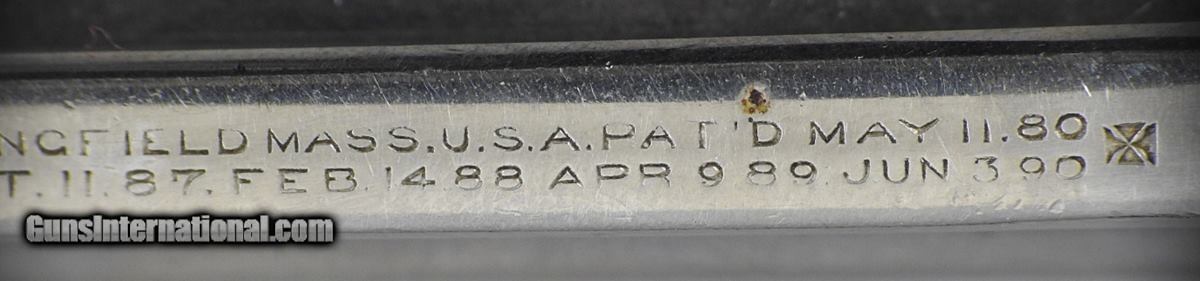 NGFIELD MASS. U.S.A. PAT'D MAY 11.80
T. 11. 87. FEB. 14.88 APR 9 89. JUN 3 90
GunsInternational.com